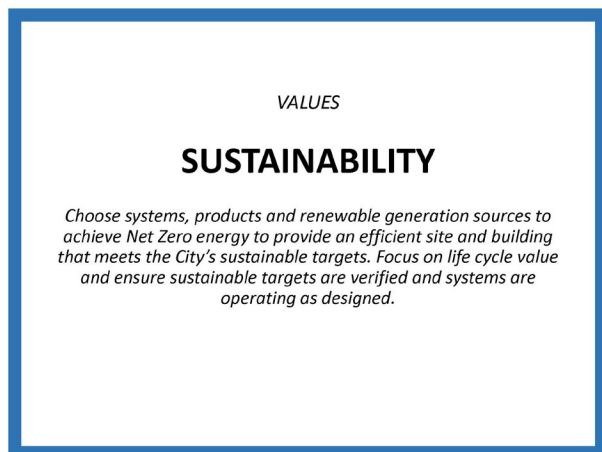 VALUES
SUSTAINABILITY
Choose systems, products and renewable generation sources to
achieve Net Zero energy to provide an efficient site and building
that meets the City's sustainable targets. Focus on life cycle value
and ensure sustainable targets are verified and systems are
operating as designed.